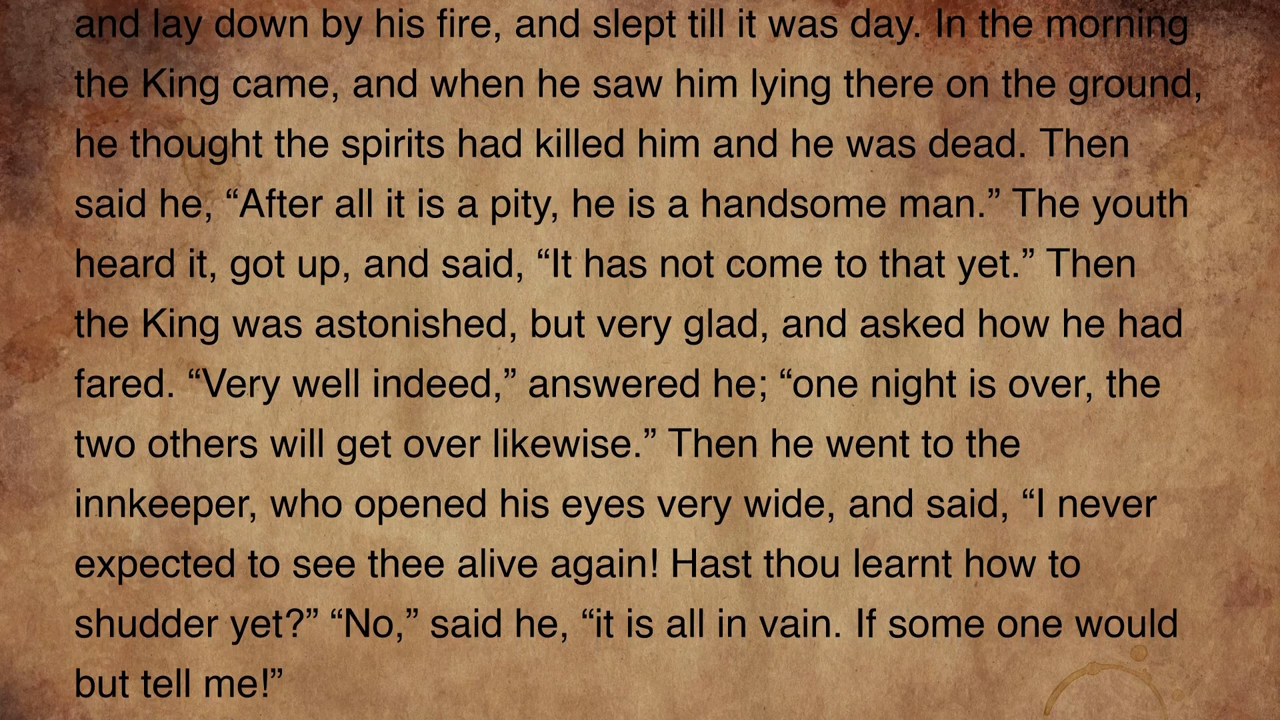 and lay down by his fire, and slept till it was day. In the morning
the King came, and when he saw him lying there on the ground,
he thought the spirits had killed him and he was dead. Then
said he, “After all it is a pity, he is a handsome man.” The youth
heard it, got up, and said, “It has not come to that yet.” Then
the King was astonished, but very glad, and asked how he had
fared. “Very well indeed,” answered he; “one night is over, the
two others will get over likewise.” Then he went to the
innkeeper, who opened his eyes very wide, and said, “I never
expected to see thee alive again! Hast thou learnt how to
shudder yet?” “No,” said he, “it is all in vain. If some one would
but tell me!”